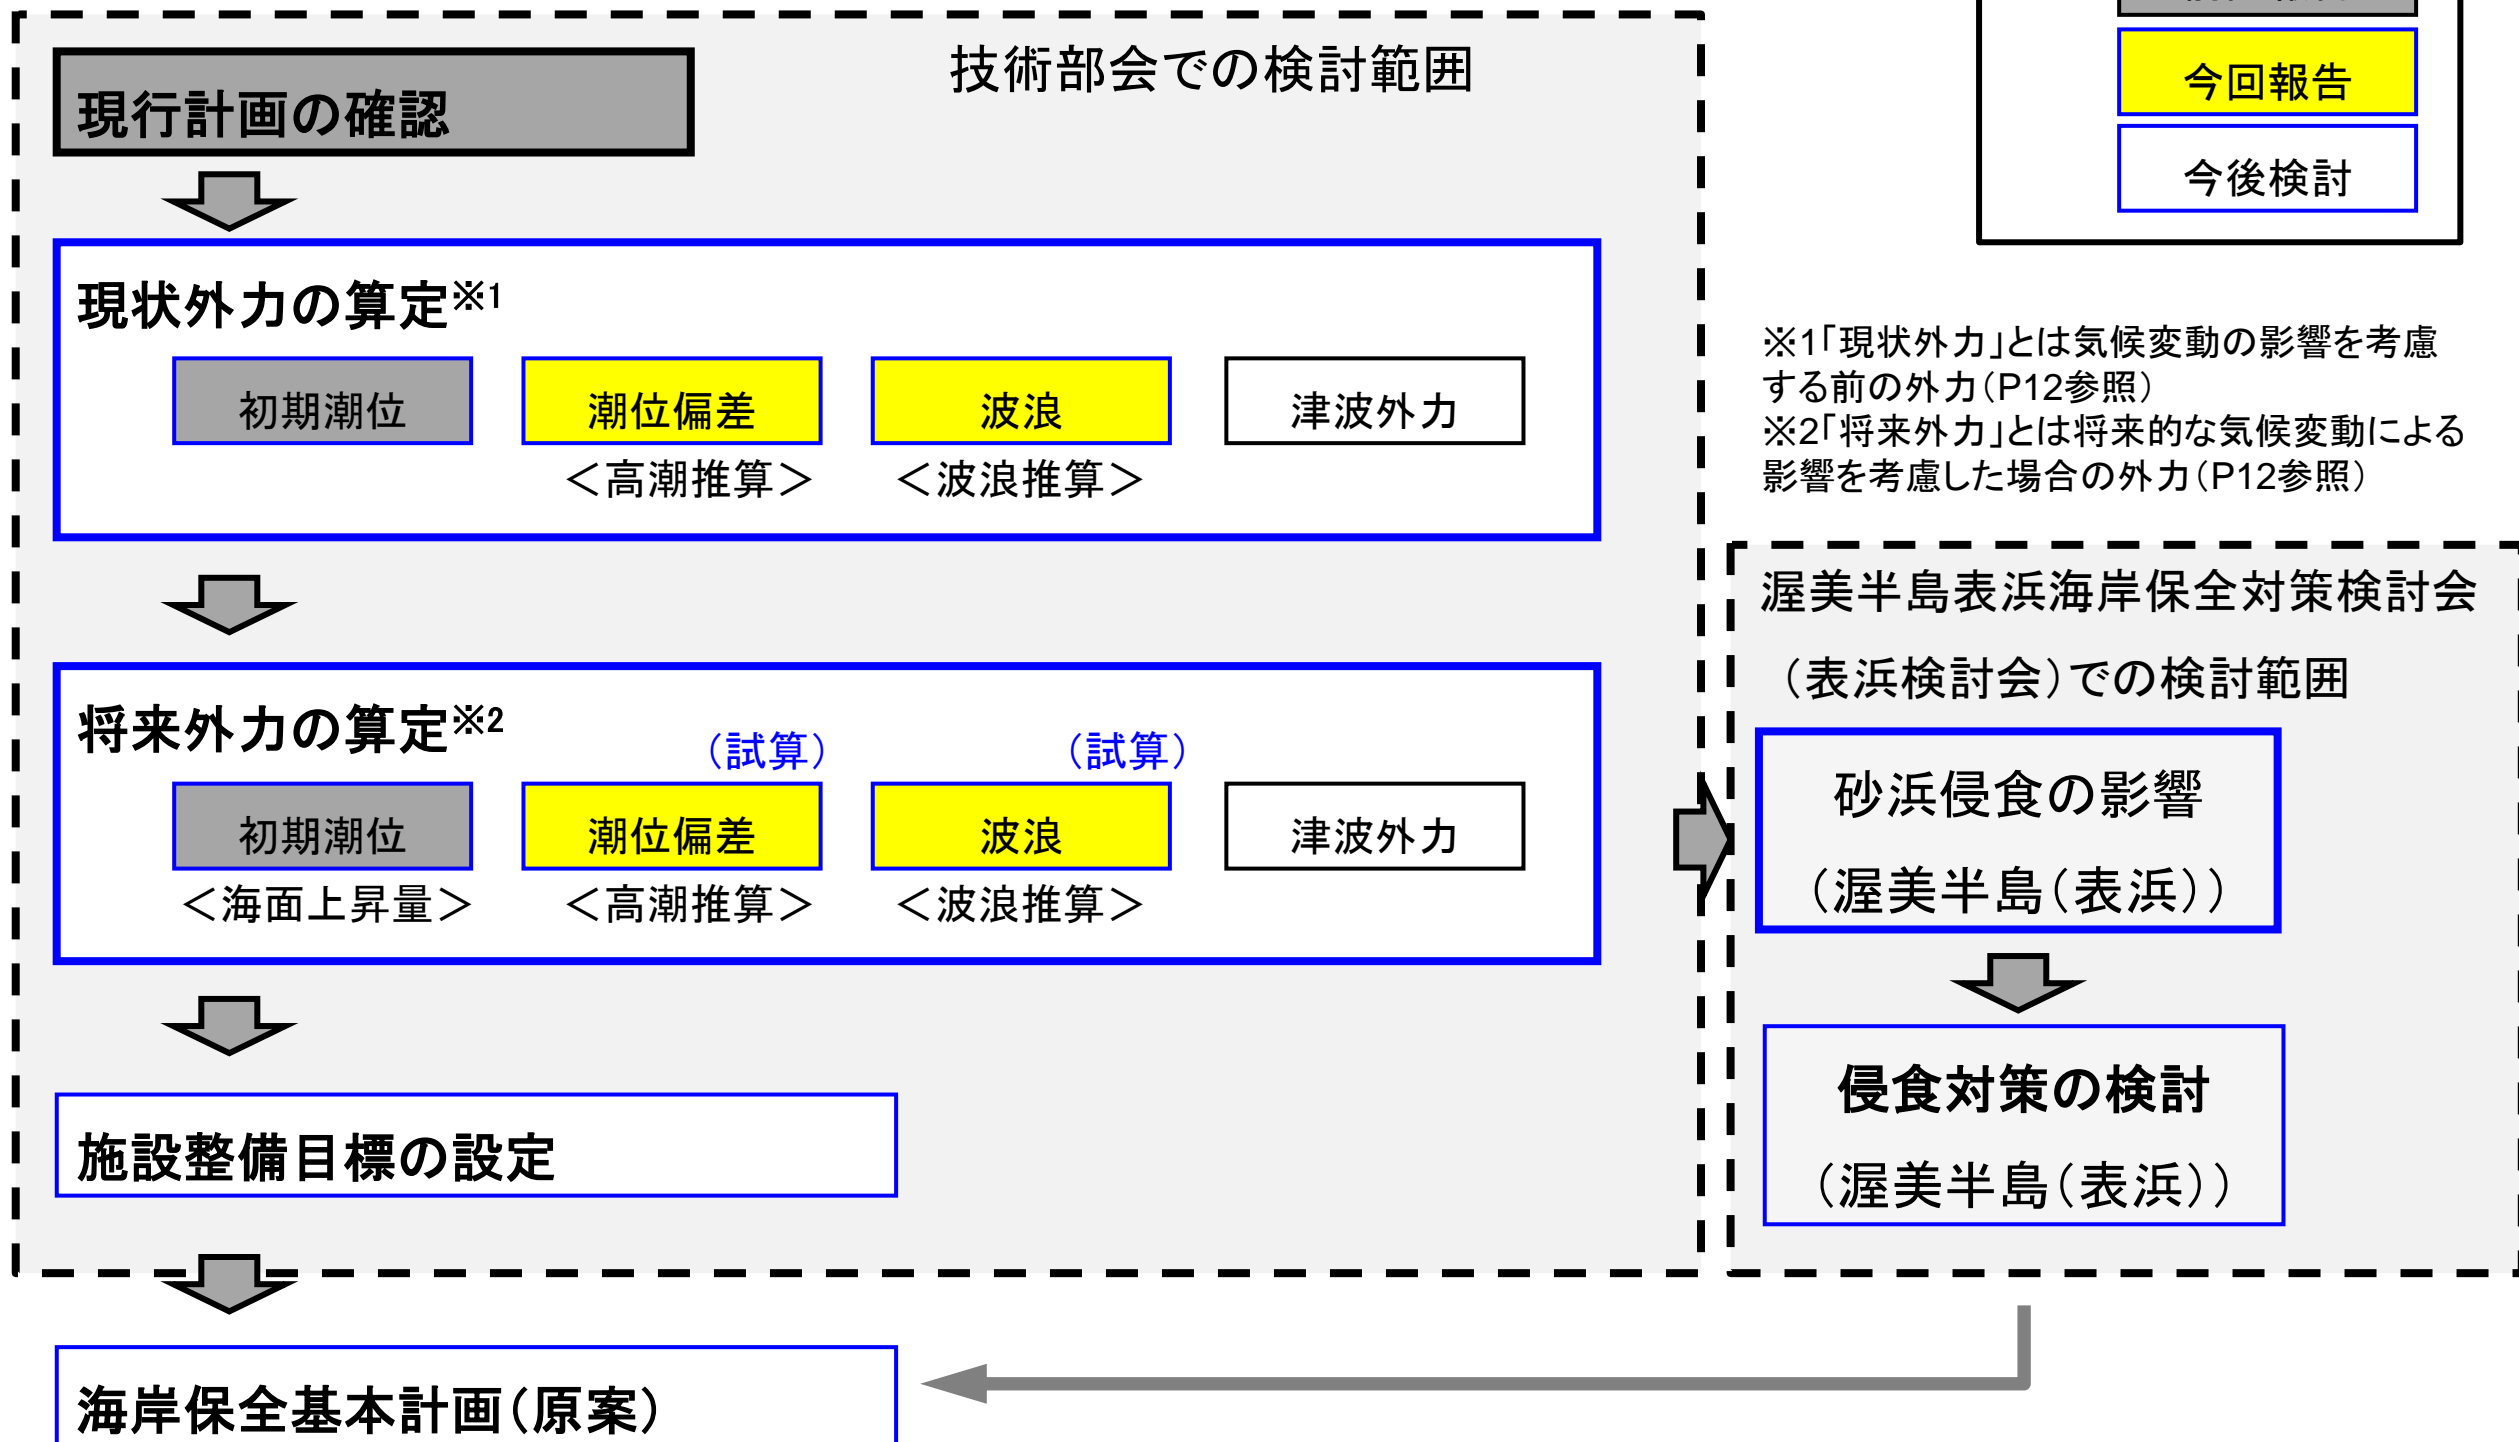 技術部会での検討範囲
現行計画の確認
今回報告
今後検討
現状外力の算定※1
初期潮位
潮位偏差
波浪
津波外力
＜高潮推算＞
＜波浪推算＞
※1「現状外力」とは気候変動の影響を考慮
する前の外力（P12参照）
※2「将来外力」とは将来的な気候変動による
影響を考慮した場合の外力（P12参照）
将来外力の算定※2
（試算）
（試算）
初期潮位
潮位偏差
波浪
津波外力
＜海面上昇量＞
＜高潮推算＞
＜波浪推算＞
渥美半島表浜海岸保全対策検討会
（表浜検討会）での検討範囲
砂浜侵食の影響
（渥美半島（表浜））
侵食対策の検討
（渥美半島（表浜））
施設整備目標の設定
海岸保全基本計画（原案）